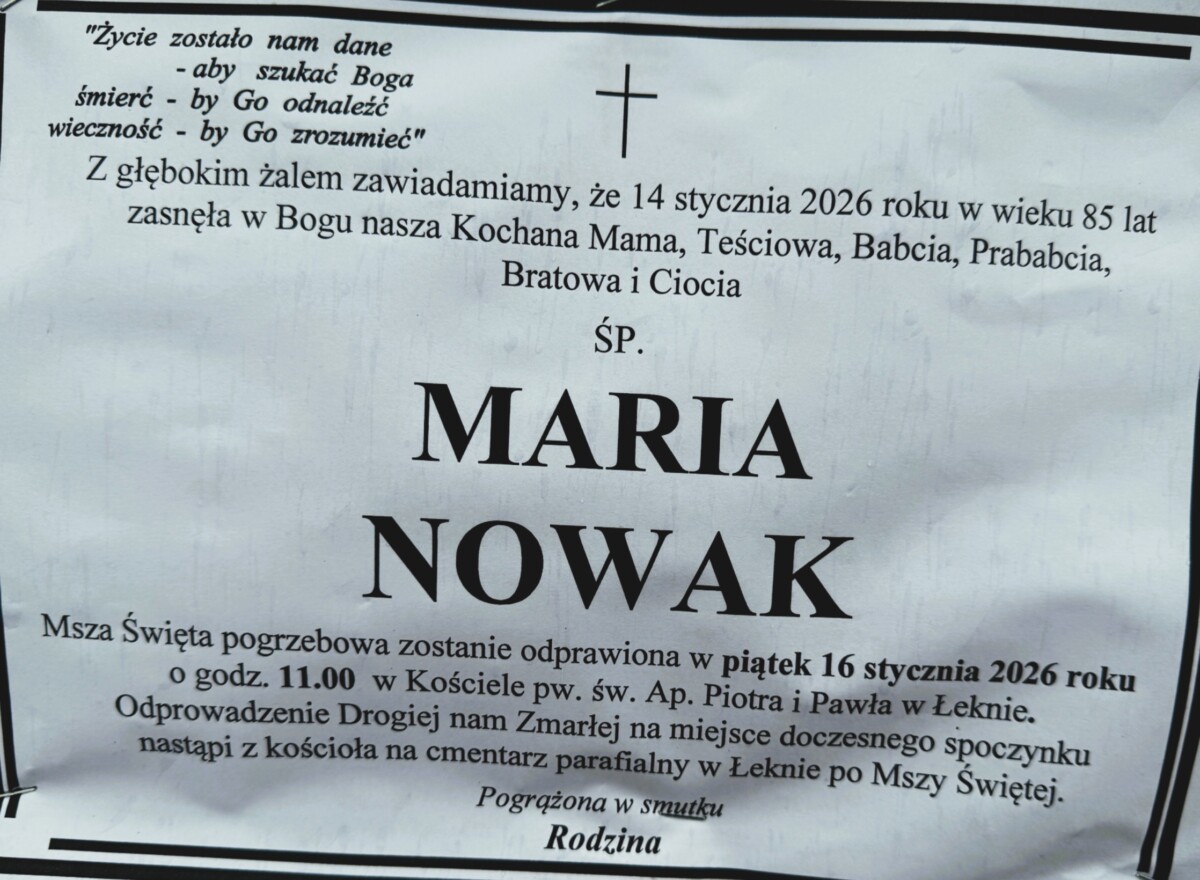 "Życie zostało nam dane
- aby szukać Boga
śmierć - by Go odnaleźć
wieczność - by Go zrozumieć"
Z głębokim żalem zawiadamiamy, że 14 stycznia 2026 roku w wieku 85 lat
zasnęła w Bogu nasza Kochana Mama, Teściowa, Babcia, Prababcia,
Bratowa i Ciocia
ŚP.
MARIA
NOWAK
Msza Święta pogrzebowa zostanie odprawiona w piątek 16 stycznia 2026 roku
o godz. 11.00 w Kościele pw. św. Ap. Piotra i Pawła w Łeknie.
Odprowadzenie Drogiej nam Zmarłej na miejsce doczesnego spoczynku
nastąpi z kościoła na cmentarz parafialny w Łeknie po Mszy Świętej.
Pogrążona w smutku
Rodzina